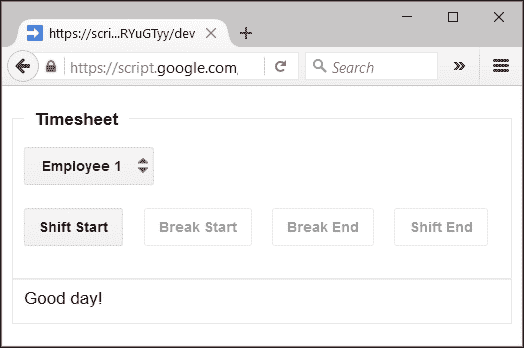 https://scri...RYuGTyy/dev
https://script.google.com, Search
Timesheet
Employee 1
Shift Start Break Start Break End Shift End
Good day!